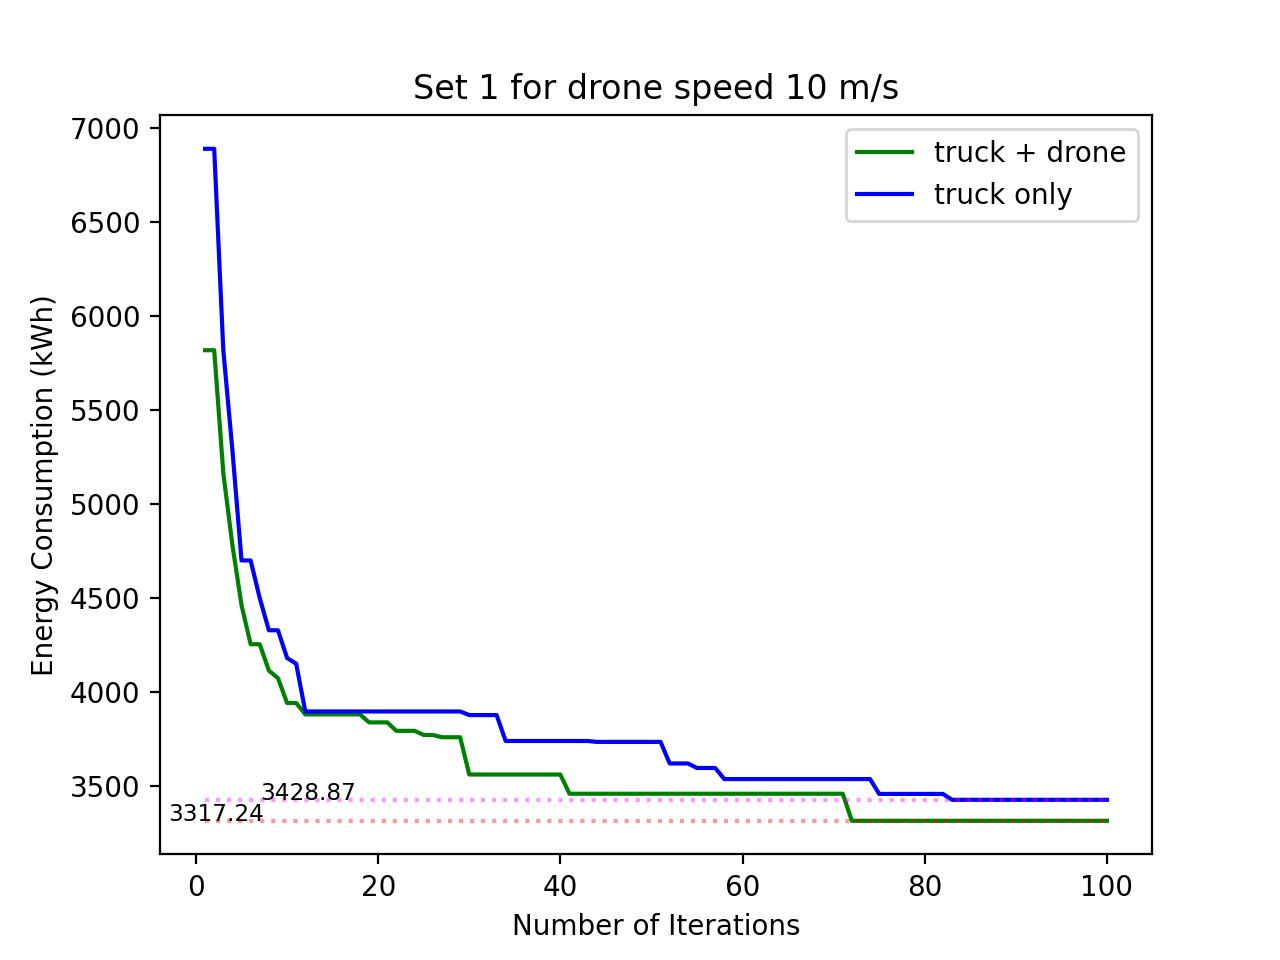 Set 1 for drone speed 10 m/s
truck + drone
truck only
7000
6500
6000
5500
5000
4500
4000
3500
Energy Consumption (kWh)
3428.87
3317.24
0 20 40 60 80 100
Number of Iterations